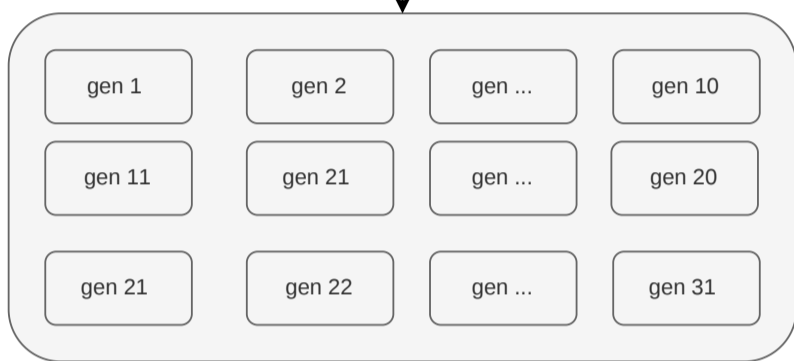 gen 1 gen 2 gen ... gen 10
gen 11 gen 21 gen ... gen 20
gen 21 gen 22 gen ... gen 31